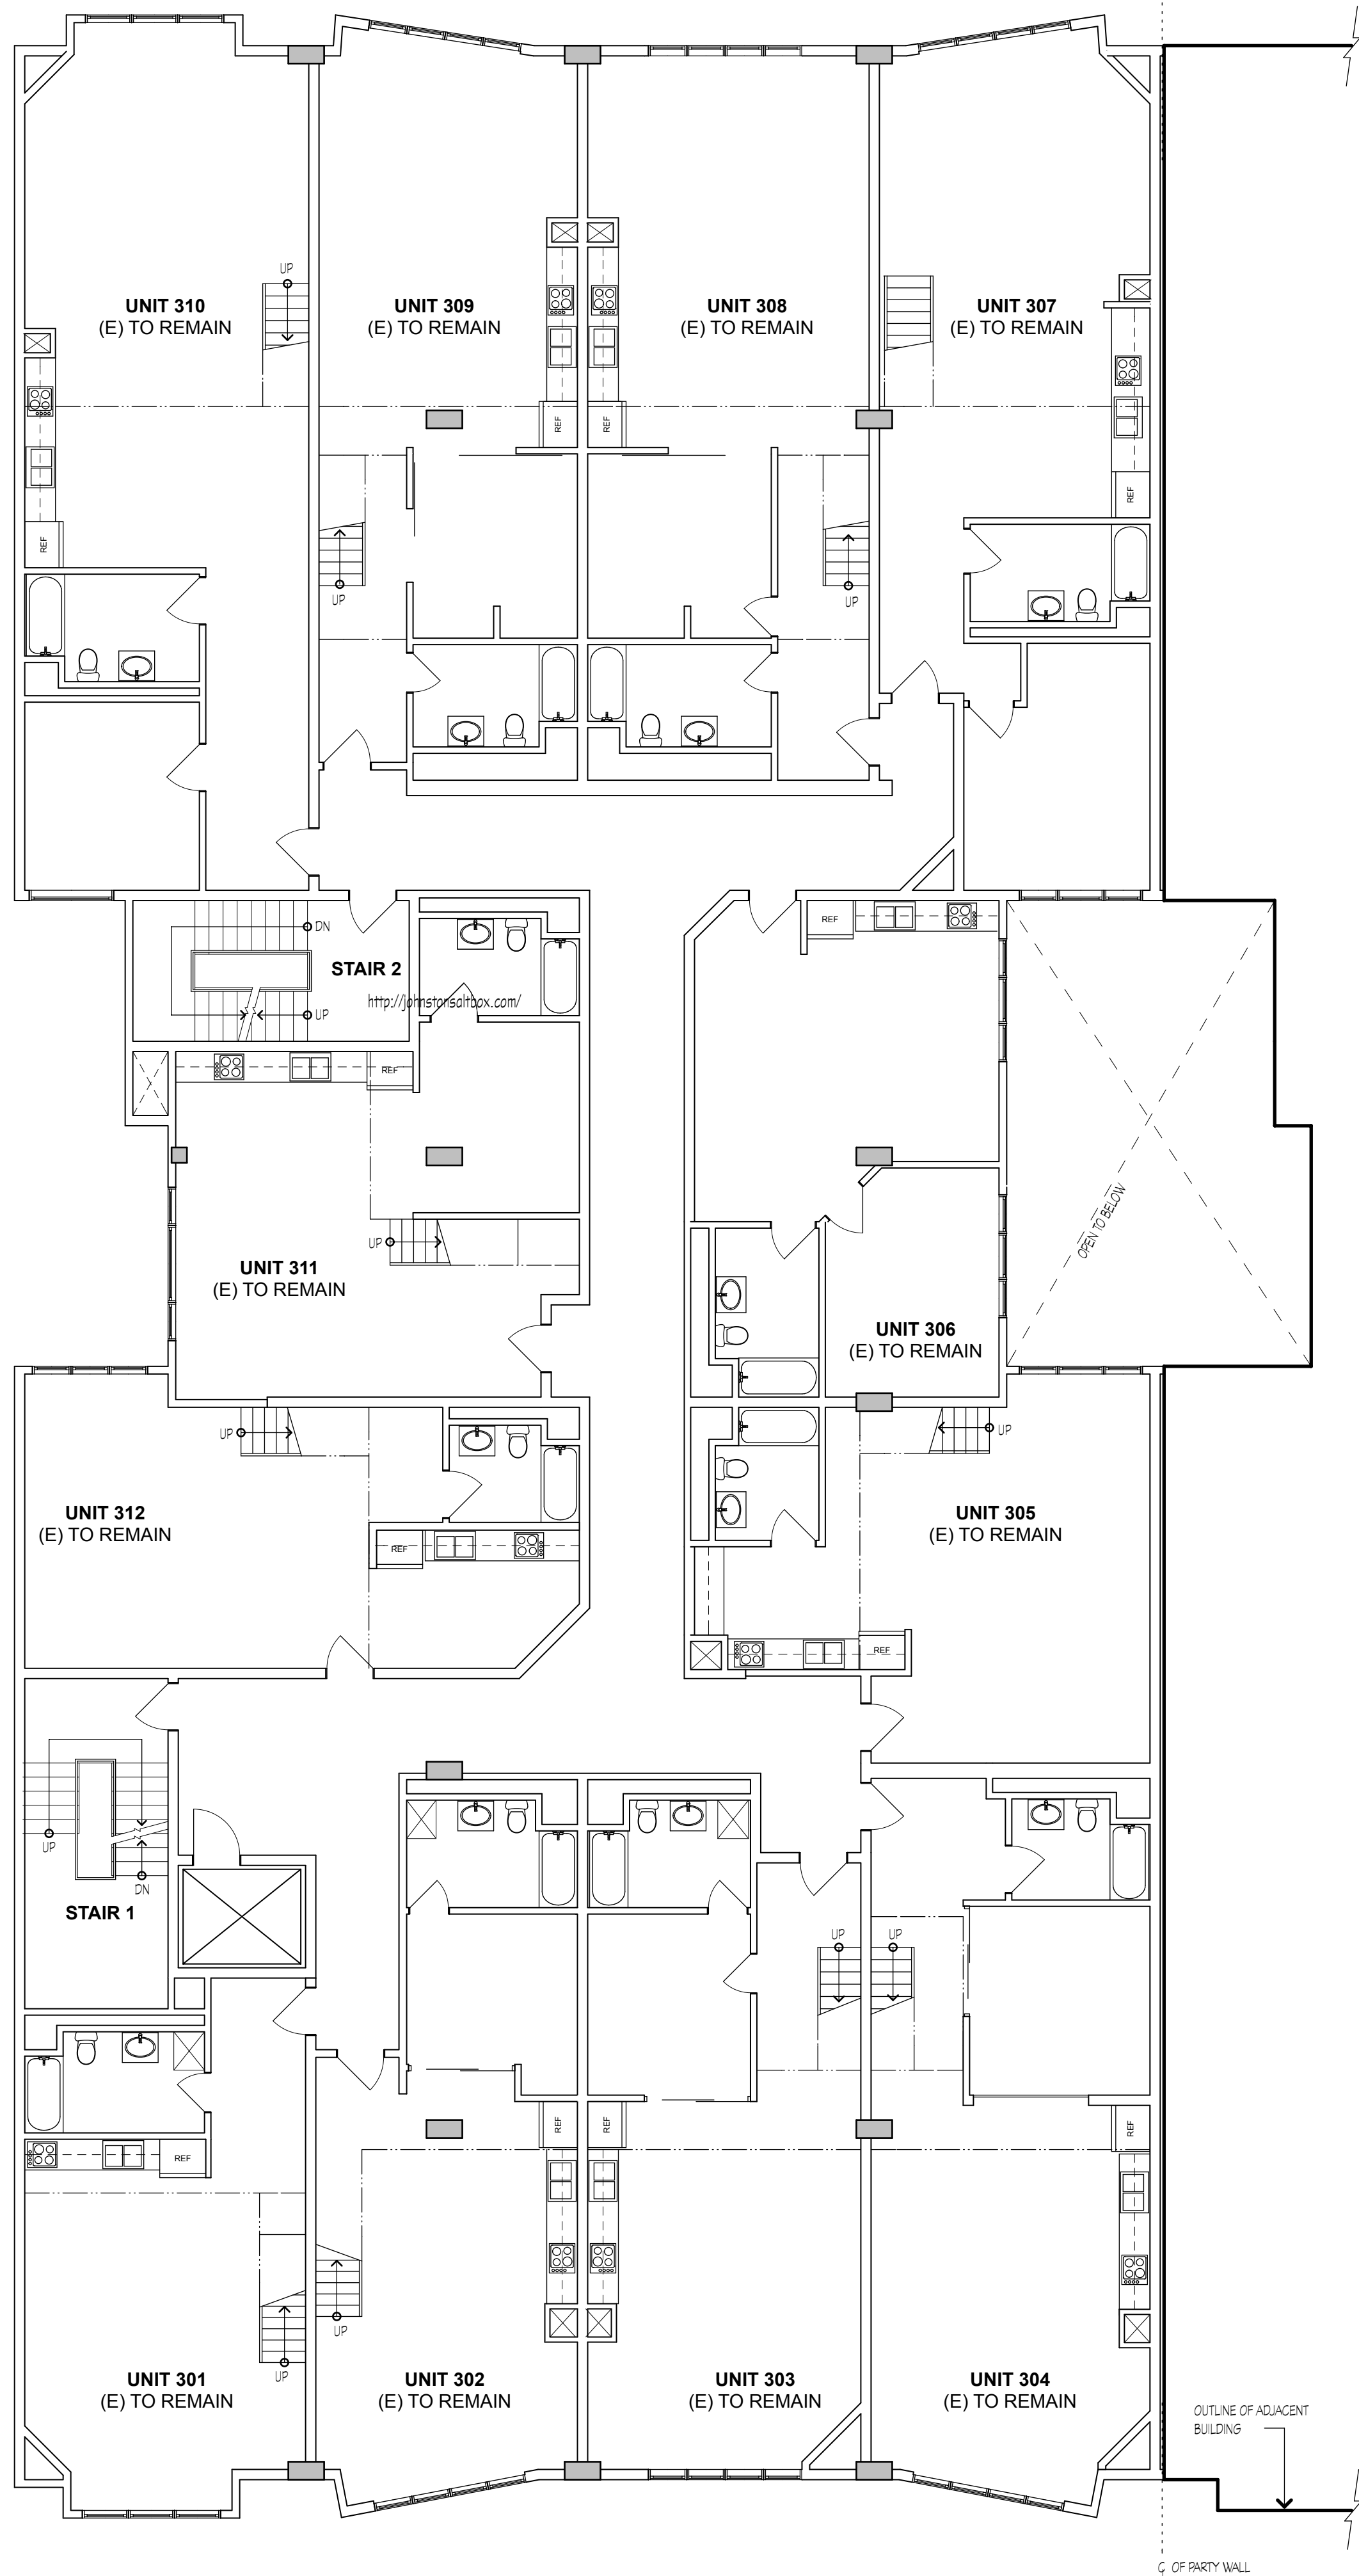 UP
UNIT 310
(E) TO REMAIN
UNIT 309
(E) TO REMAIN
UNIT 308
(E) TO REMAIN
UNIT 307
(E) TO REMAIN
REF
REF
REF
REF
UP
UP
DN
STAIR 2
http://johnstonsaltbox.com/
UP
REF
REF
OPEN TO BELOW
UP
UNIT 311
(E) TO REMAIN
UNIT 306
(E) TO REMAIN
UP
UP
UNIT 312
(E) TO REMAIN
UNIT 305
(E) TO REMAIN
REF
REF
UP
DN
STAIR 1
UP
UP
REF
REF
REF
REF
UP
UP
UNIT 301
(E) TO REMAIN
UNIT 302
(E) TO REMAIN
UNIT 303
(E) TO REMAIN
UNIT 304
(E) TO REMAIN
OUTLINE OF ADJACENT
BUILDING
C OF PARTY WALL